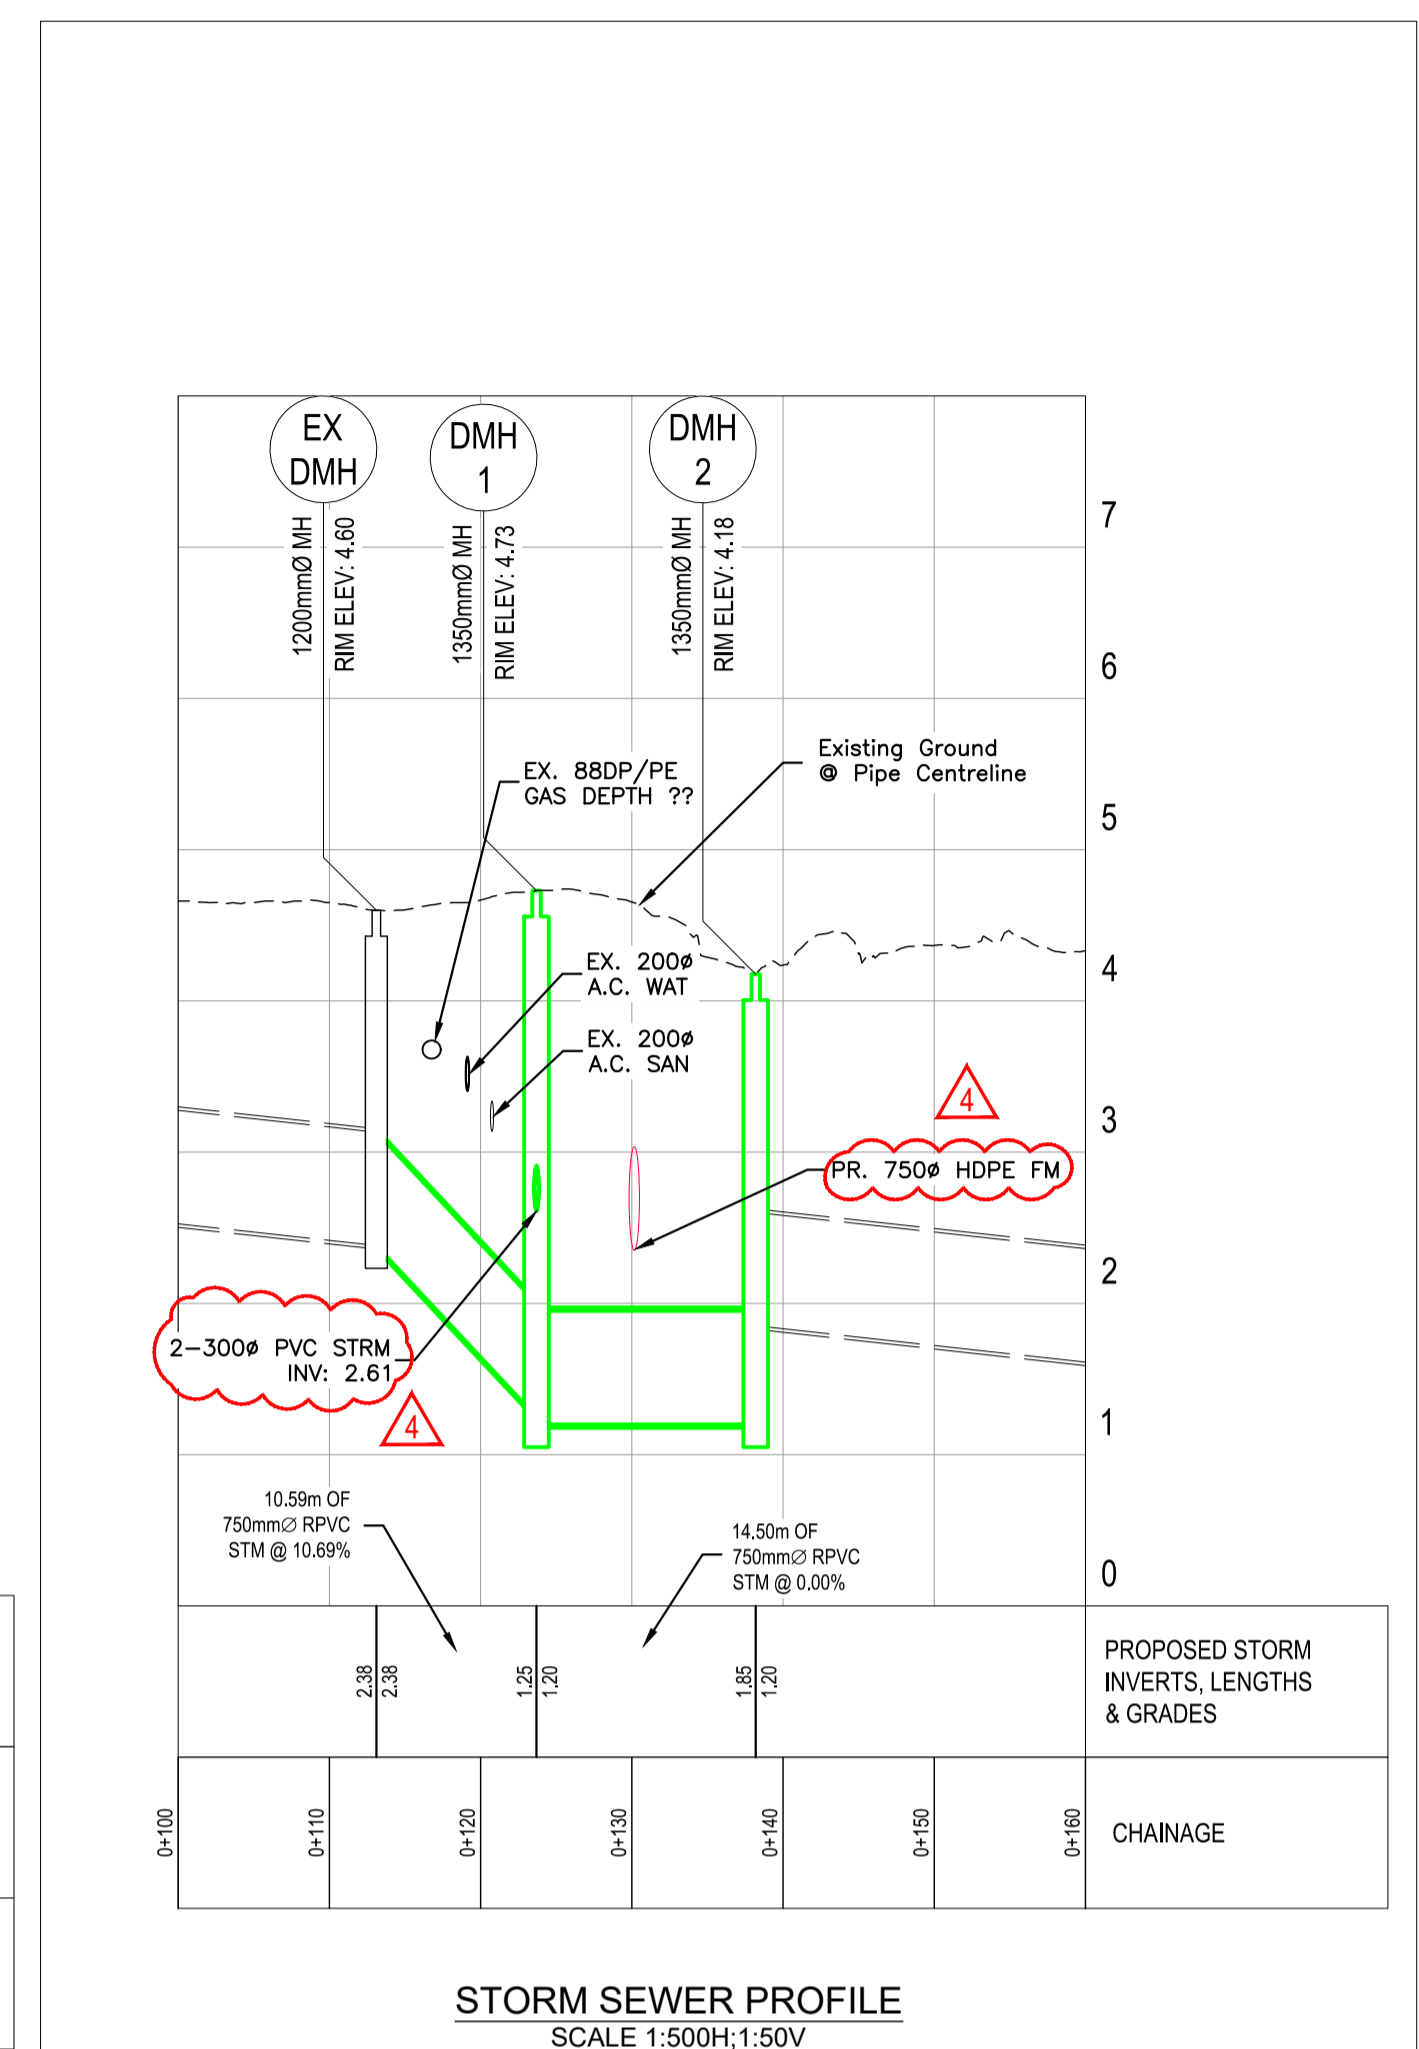 EX
DMH
1200mmØ MH
RIM ELEV: 4.60
DMH
1
1350mmØ MH
RIM ELEV: 4.73
DMH
2
1350mmØ MH
RIM ELEV: 4.18
7
6
5
4
3
2
1
0
EX. 88DP/PE
GAS DEPTH ??
Existing Ground
@ Pipe Centreline
EX. 200ø
A.C. WAT
EX. 200ø
A.C. SAN
4
PR. 750ø HDPE FM
2-300ø PVC STRM
INV: 2.61
4
10.59m OF
750mmØ RPVC
STM @ 10.69%
14.50m OF
750mmØ RPVC
STM @ 0.00%
2.38
2.38
1.25
1.20
1.85
1.20
PROPOSED STORM
INVERTS, LENGTHS
& GRADES
0+100
0+110
0+120
0+130
0+140
0+150
0+160
CHAINAGE
STORM SEWER PROFILE
SCALE 1:500H;1:50V